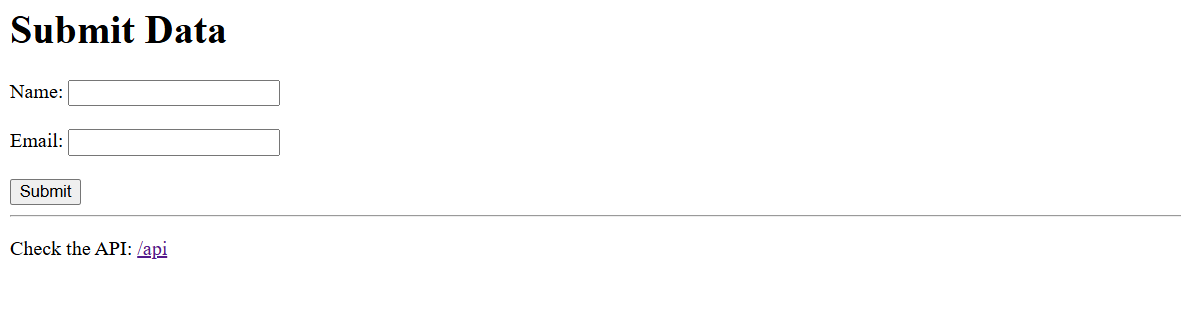 Submit Data
Name:
Email:
Submit
Check the API: /api